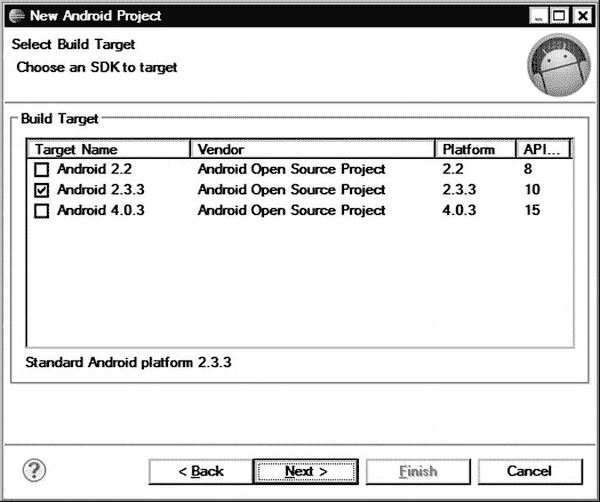 New Android Project
Select Build Target
Choose an SDK to target
Build Target
Target Name Vendor Platform API...
Android 2.2 Android Open Source Project 2.2 8
Android 2.3.3 Android Open Source Project 2.3.3 10
Android 4.0.3 Android Open Source Project 4.0.3 15
Standard Android platform 2.3.3
? < Back Next > Finish Cancel